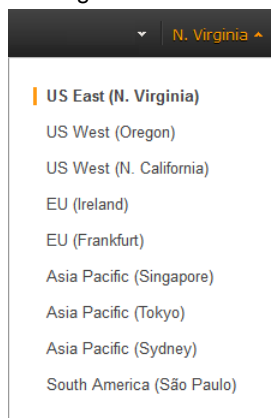 N. Virginia
US East (N. Virginia)
US West (Oregon)
US West (N. California)
EU (Ireland)
EU (Frankfurt)
Asia Pacific (Singapore)
Asia Pacific (Tokyo)
Asia Pacific (Sydney)
South America (São Paulo)